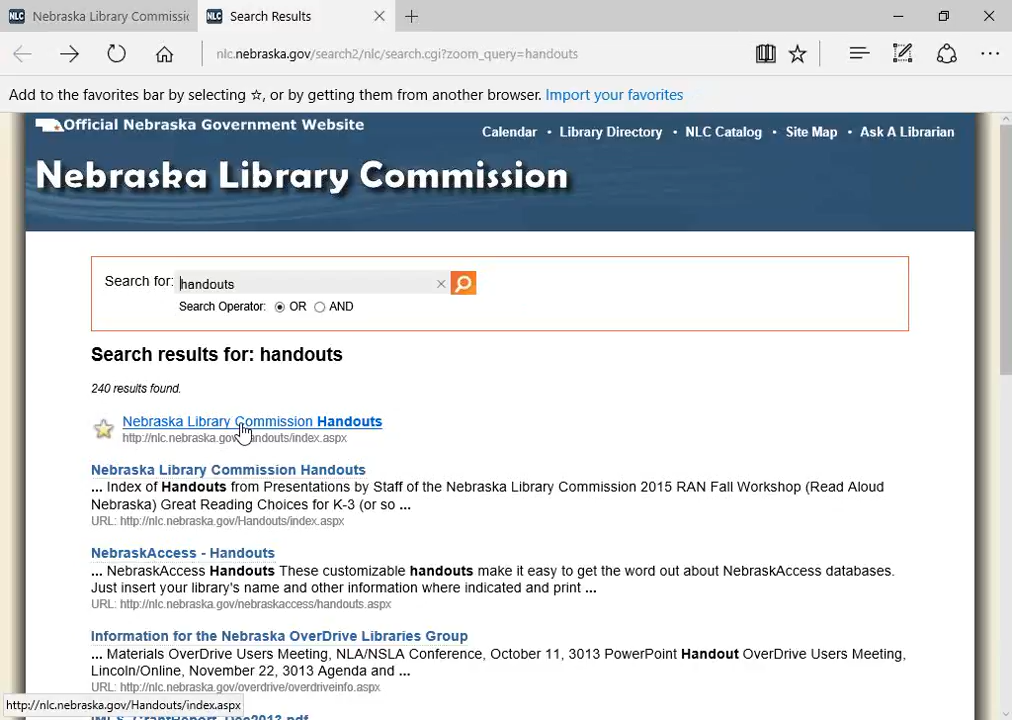 NLC Nebraska Library Commissi
NLC Search Results
nlc.nebraska.gov/search2/nlc/search.cgi?zoom_query=handouts
Add to the favorites bar by selecting ☆, or by getting them from another browser. Import your favorites
Official Nebraska Government Website
Calendar • Library Directory • NLC Catalog • Site Map • Ask A Librarian
Nebraska Library Commission
Search for: handouts
Search Operator: OR AND
Search results for: handouts
240 results found.
Nebraska Library Commission Handouts
http://nlc.nebraska.gov/Handouts/index.aspx
Nebraska Library Commission Handouts
... Index of Handouts from Presentations by Staff of the Nebraska Library Commission 2015 RAN Fall Workshop (Read Aloud
Nebraska) Great Reading Choices for K-3 (or so ...
URL: http://nlc.nebraska.gov/Handouts/index.aspx
NebraskAccess - Handouts
... NebraskAccess Handouts These customizable handouts make it easy to get the word out about NebraskAccess databases.
Just insert your library's name and other information where indicated and print ...
URL: http://nlc.nebraska.gov/nebraskaccess/handouts.aspx
Information for the Nebraska OverDrive Libraries Group
... Materials OverDrive Users Meeting, NLA/NSLA Conference, October 11, 3013 PowerPoint Handout OverDrive Users Meeting,
Lincoln/Online, November 22, 3013 Agenda and ...
URL: http://nlc.nebraska.gov/overdrive/overdriveinfo.aspx
http://nlc.nebraska.gov/Handouts/index.aspx